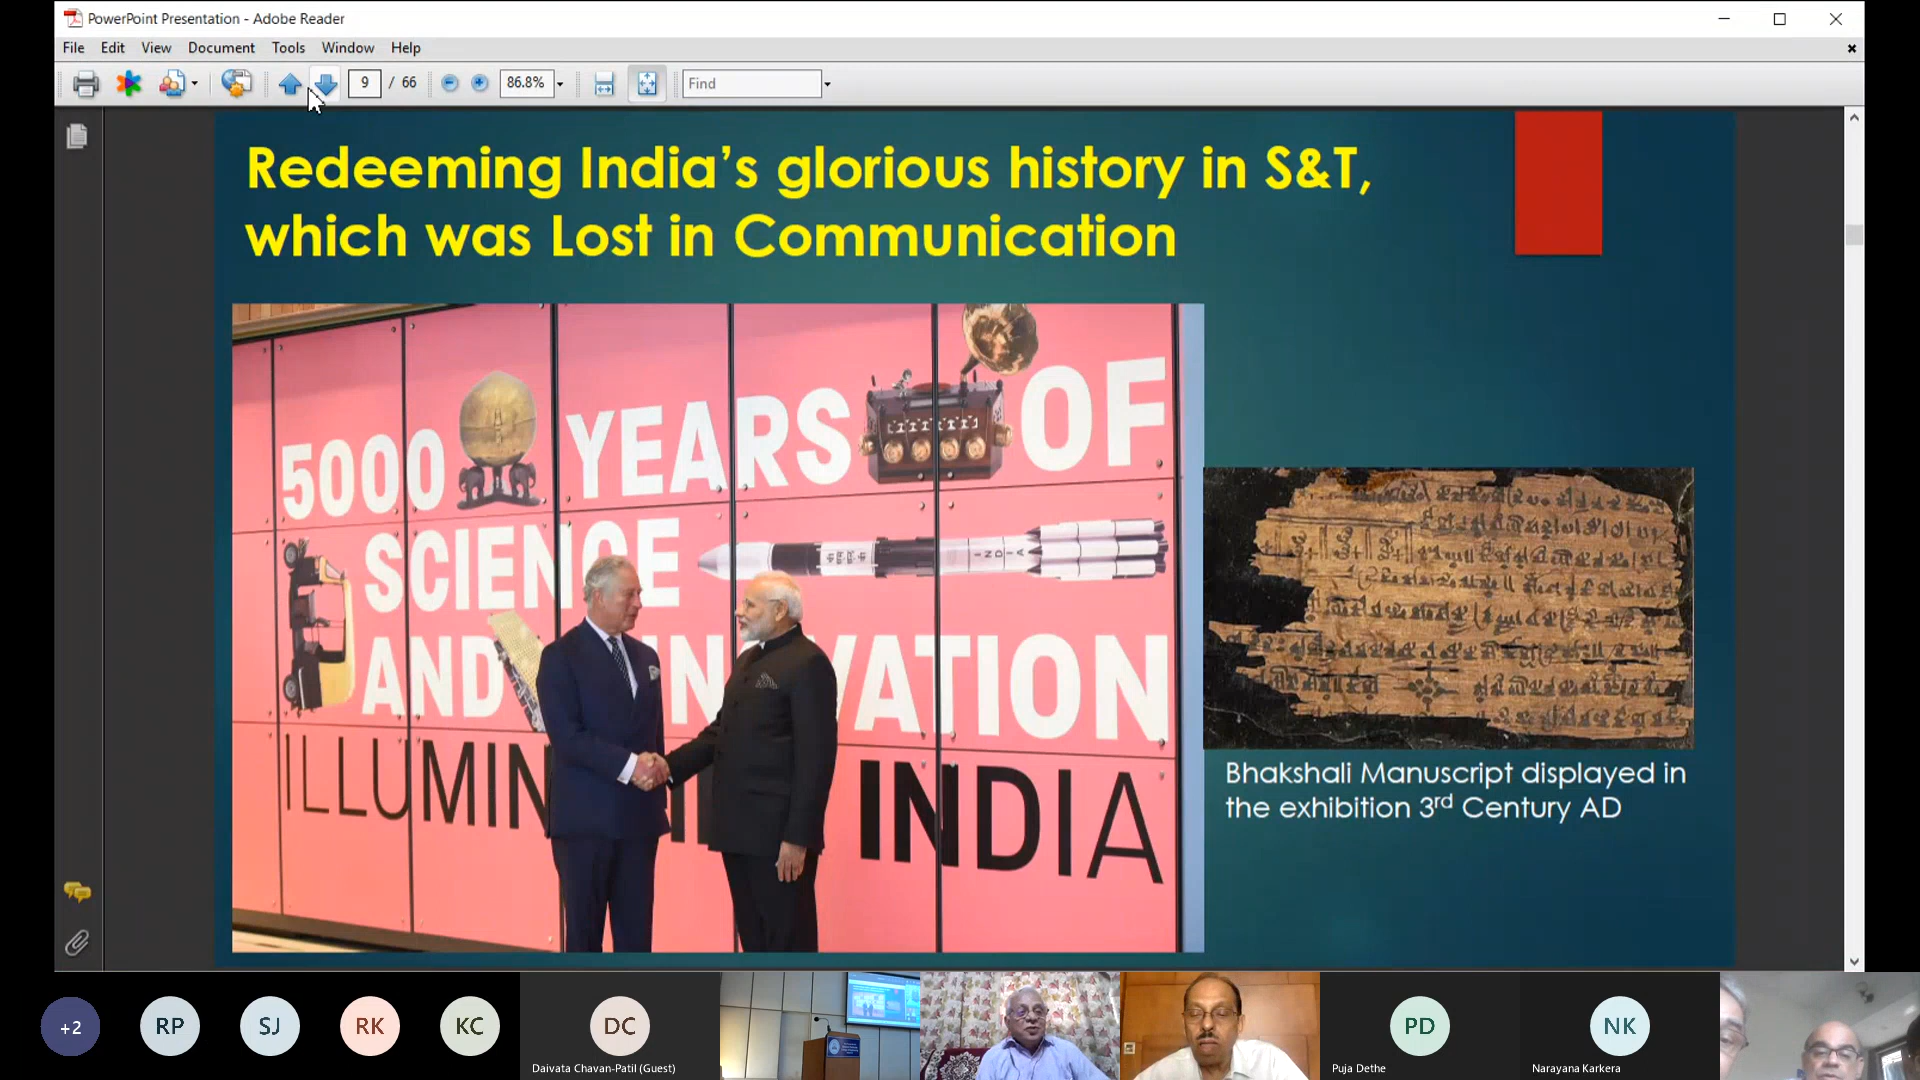 PowerPoint Presentation - Adobe Reader
File Edit View Document Tools Window Help
9 / 66 86.8% Find
Redeeming India’s glorious history in S&T,
which was Lost in Communication
5000 YEARS OF
SCIENCE
AND VATION
INDIA
Bhakshali Manuscript displayed in
the exhibition 3rd Century AD
+2 RP SJ RK KC DC PD NK
Daivata Chavan-Patil (Guest) Puja Dethe Narayana Karkera